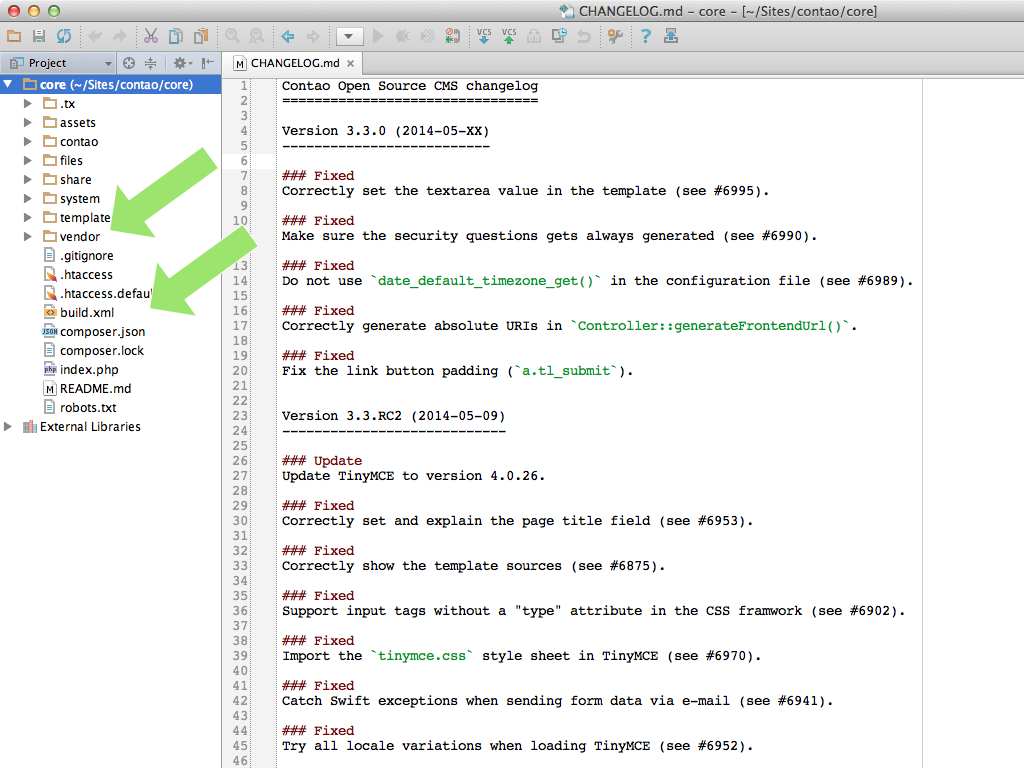 CHANGELOG.md – core – [~/Sites/contao/core]
VCS VCS
Project
CHANGELOG.md
core (~/Sites/contao/core)
.tx
assets
contao
files
share
system
template
vendor
.gitignore
.htaccess
.htaccess.defau
build.xml
composer.json
composer.lock
index.php
README.md
robots.txt
External Libraries
1 Contao Open Source CMS changelog
2 ================================
3
4 Version 3.3.0 (2014-05-XX)
5 --------------------------
6
7 ### Fixed
8 Correctly set the textarea value in the template (see #6995).
9
10 ### Fixed
Make sure the security questions gets always generated (see #6990).
13 ### Fixed
14 Do not use `date_default_timezone_get()` in the configuration file (see #6989).
15
16 ### Fixed
17 Correctly generate absolute URIs in `Controller::generateFrontendUrl()`.
18
19 ### Fixed
20 Fix the link button padding (`a.tl_submit`).
21
22
23 Version 3.3.RC2 (2014-05-09)
24 ----------------------------
25
26 ### Update
27 Update TinyMCE to version 4.0.26.
28
29 ### Fixed
30 Correctly set and explain the page title field (see #6953).
31
32 ### Fixed
33 Correctly show the template sources (see #6875).
34
35 ### Fixed
36 Support input tags without a "type" attribute in the CSS framwork (see #6902).
37
38 ### Fixed
39 Import the `tinymce.css` style sheet in TinyMCE (see #6970).
40
41 ### Fixed
42 Catch Swift exceptions when sending form data via e-mail (see #6941).
43
44 ### Fixed
45 Try all locale variations when loading TinyMCE (see #6952).
46